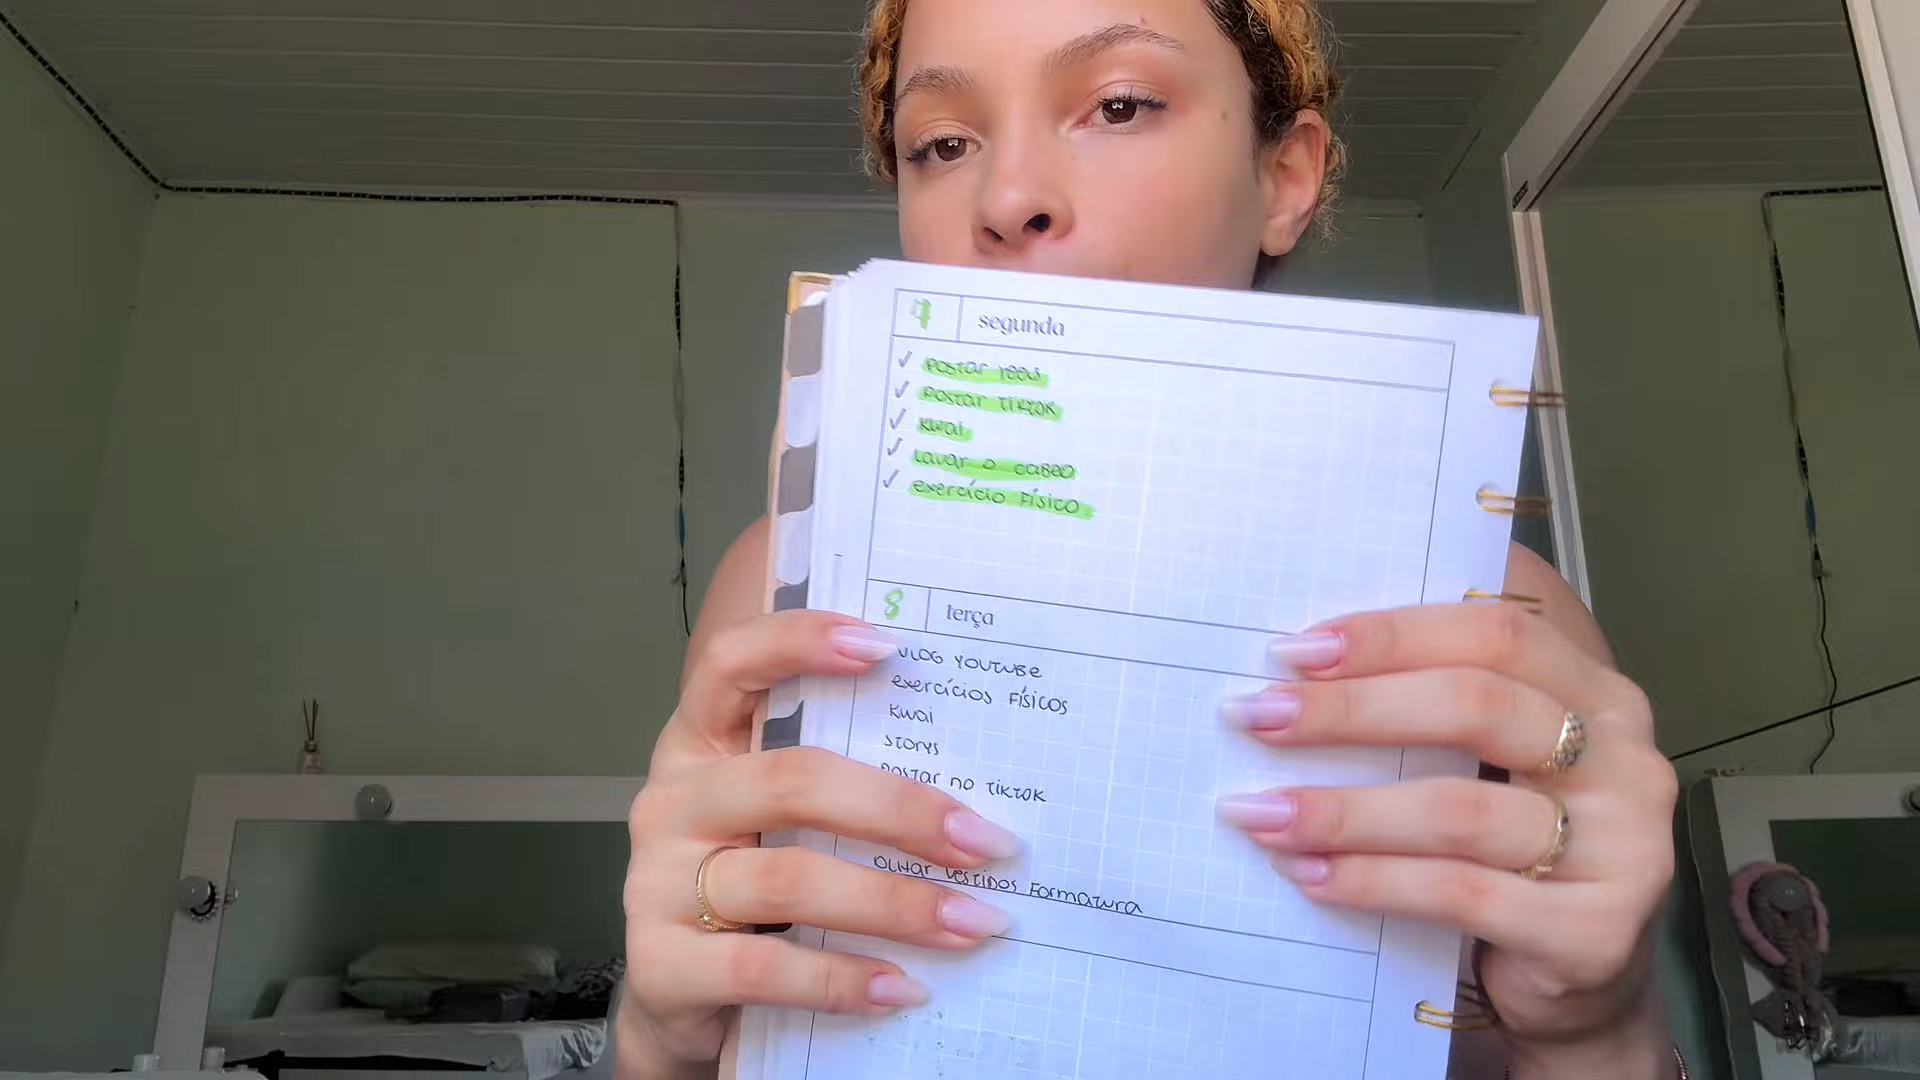 7 segunda
✓ POSTAR reels
✓ POSTAR TIKTOK
✓ KWai
✓ Lavar o caBeo
✓ exercício Físico
8 terça
VLOG YOUTUBE
exercícios Físicos
KWai
STORYS
POSTAR no TIKTOK
OLHar vesTIDOS Formatura